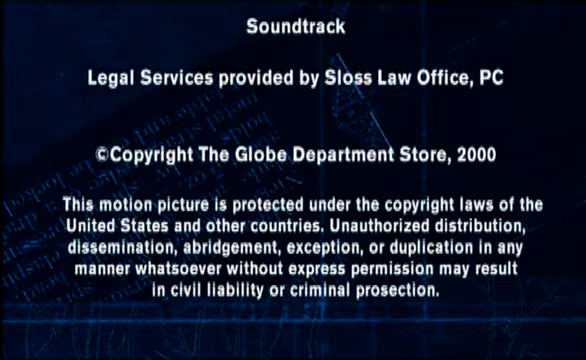 Soundtrack
Legal Services provided by Sloss Law Office, PC
©Copyright The Globe Department Store, 2000
This motion picture is protected under the copyright laws of the
United States and other countries. Unauthorized distribution,
dissemination, abridgement, exception, or duplication in any
manner whatsoever without express permission may result
in civil liability or criminal prosection.